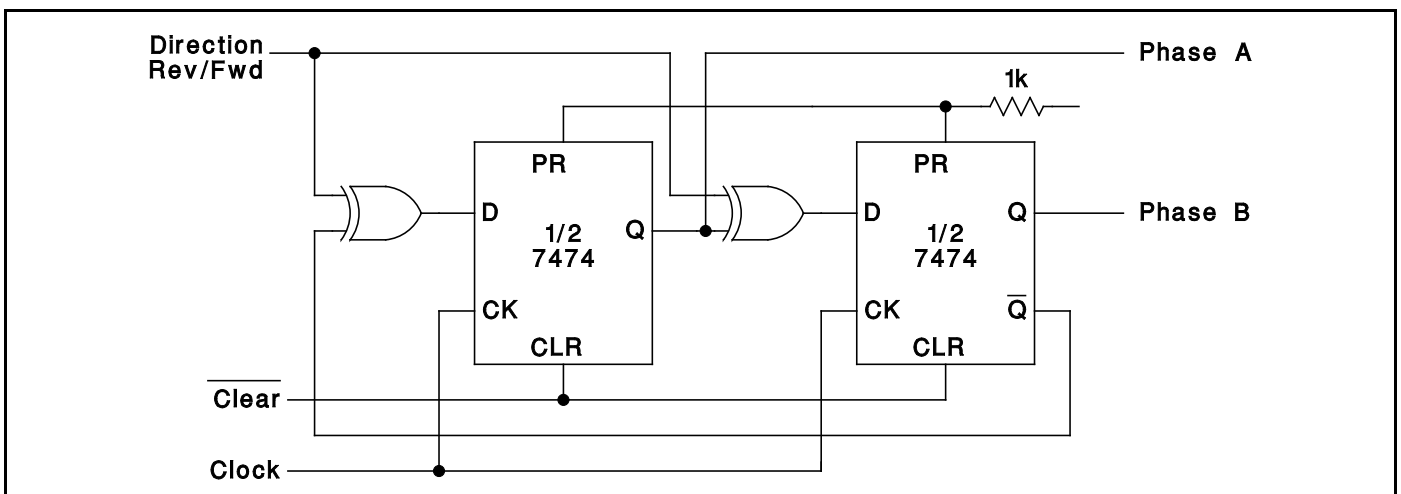 Direction
Rev/Fwd
Phase A
1k
PR
PR
D
Q
1/2
7474
D
Q
1/2
7474
Phase B
CK
CK
Q̅
CLR
CLR
C̅l̅e̅a̅r̅
Clock